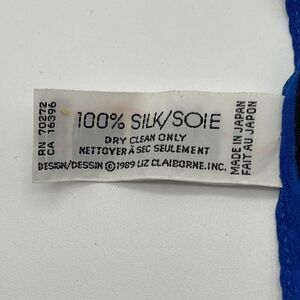 RN 70272
CA 16396
100% SILK/SOIE
DRY CLEAN ONLY
NETTOYER À SEC SEULEMENT
DESIGN/DESSIN ©1989 LIZ CLAIBORNE.INC.
MADE IN JAPAN
FAIT AU JAPON